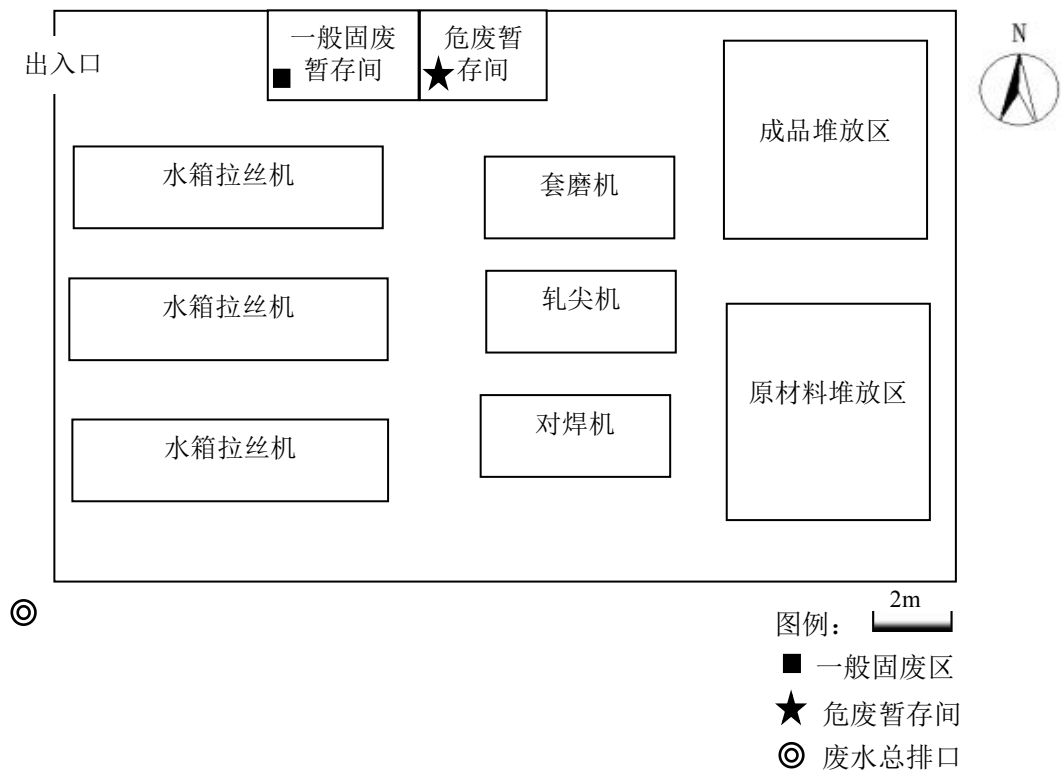 一般固废
暂存间
危废暂
存间
N
出入口
成品堆放区
水箱拉丝机
套磨机
水箱拉丝机
轧尖机
原材料堆放区
水箱拉丝机
对焊机
2m
图例：
一般固废区
危废暂存间
废水总排口